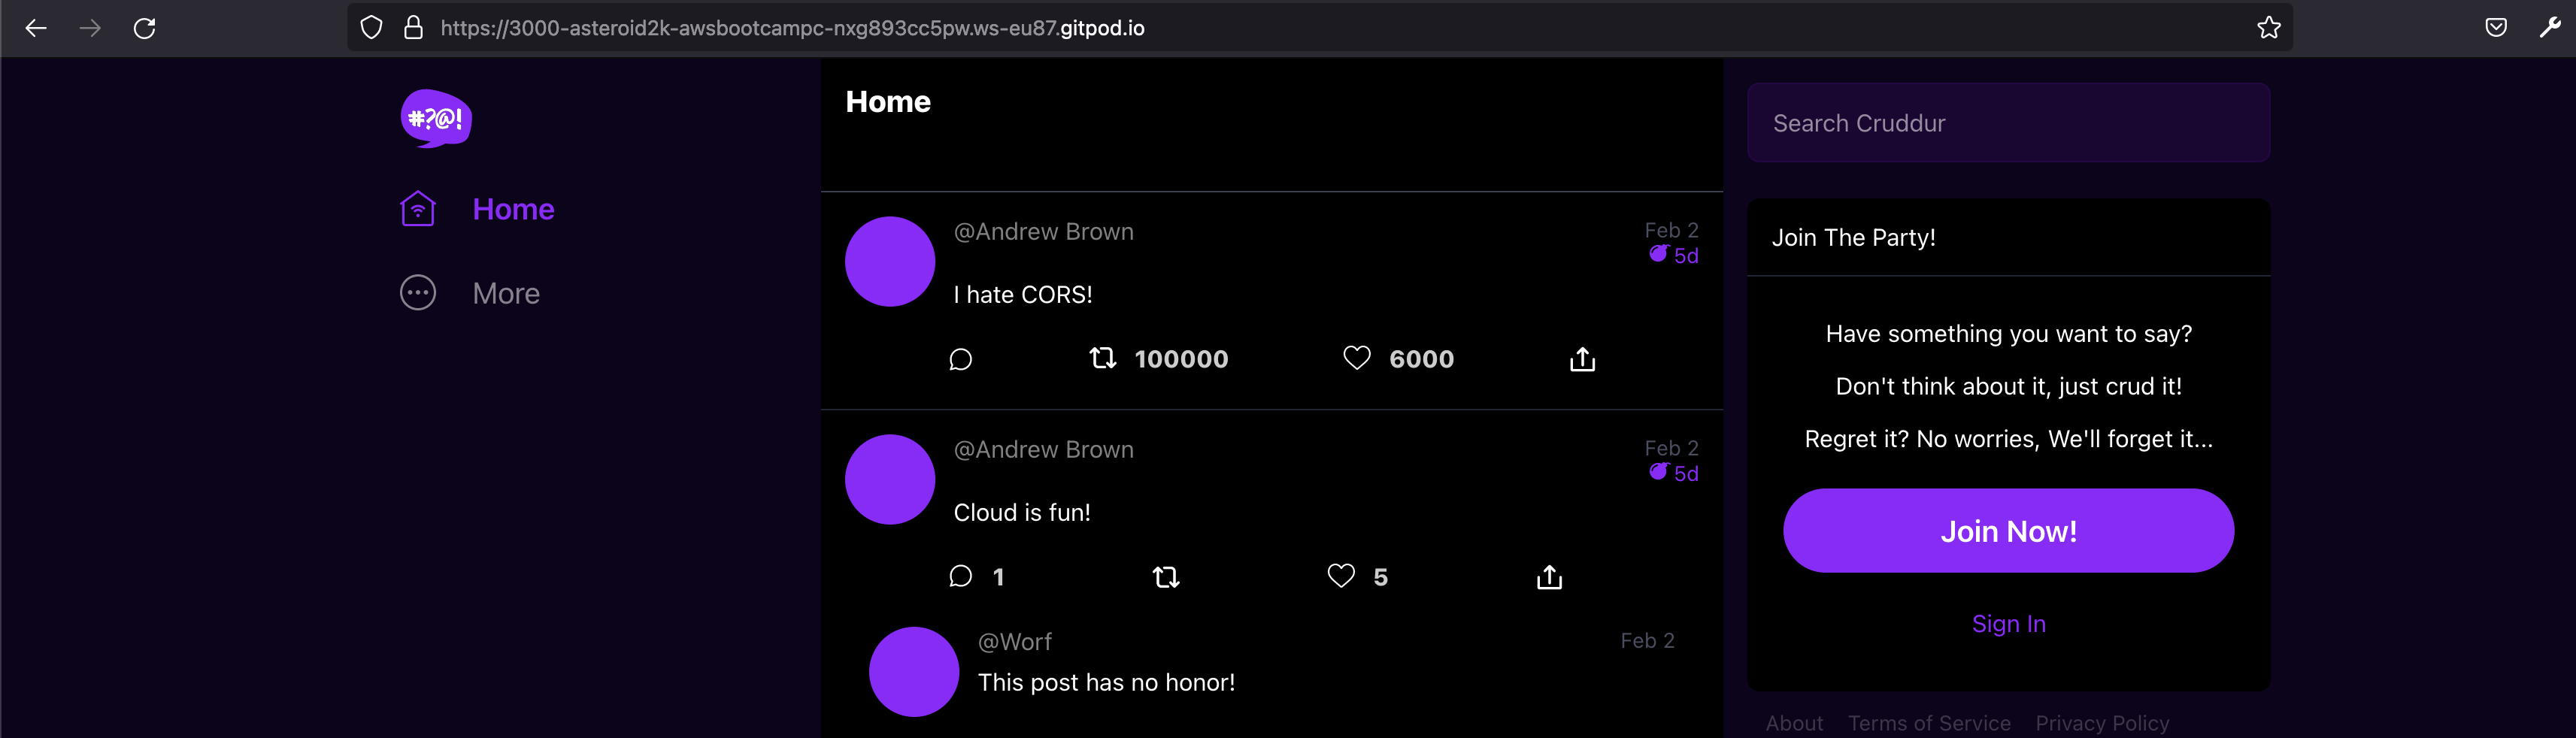 https://3000-asteroid2k-awsbootcampc-nxg893cc5pw.ws-eu87.gitpod.io
#?@!
Home
More
Home
@Andrew Brown
Feb 2
5d
I hate CORS!
100000
6000
@Andrew Brown
Feb 2
5d
Cloud is fun!
1
5
@Worf
Feb 2
This post has no honor!
Search Cruddur
Join The Party!
Have something you want to say?
Don't think about it, just crud it!
Regret it? No worries, We'll forget it...
Join Now!
Sign In
About Terms of Service Privacy Policy